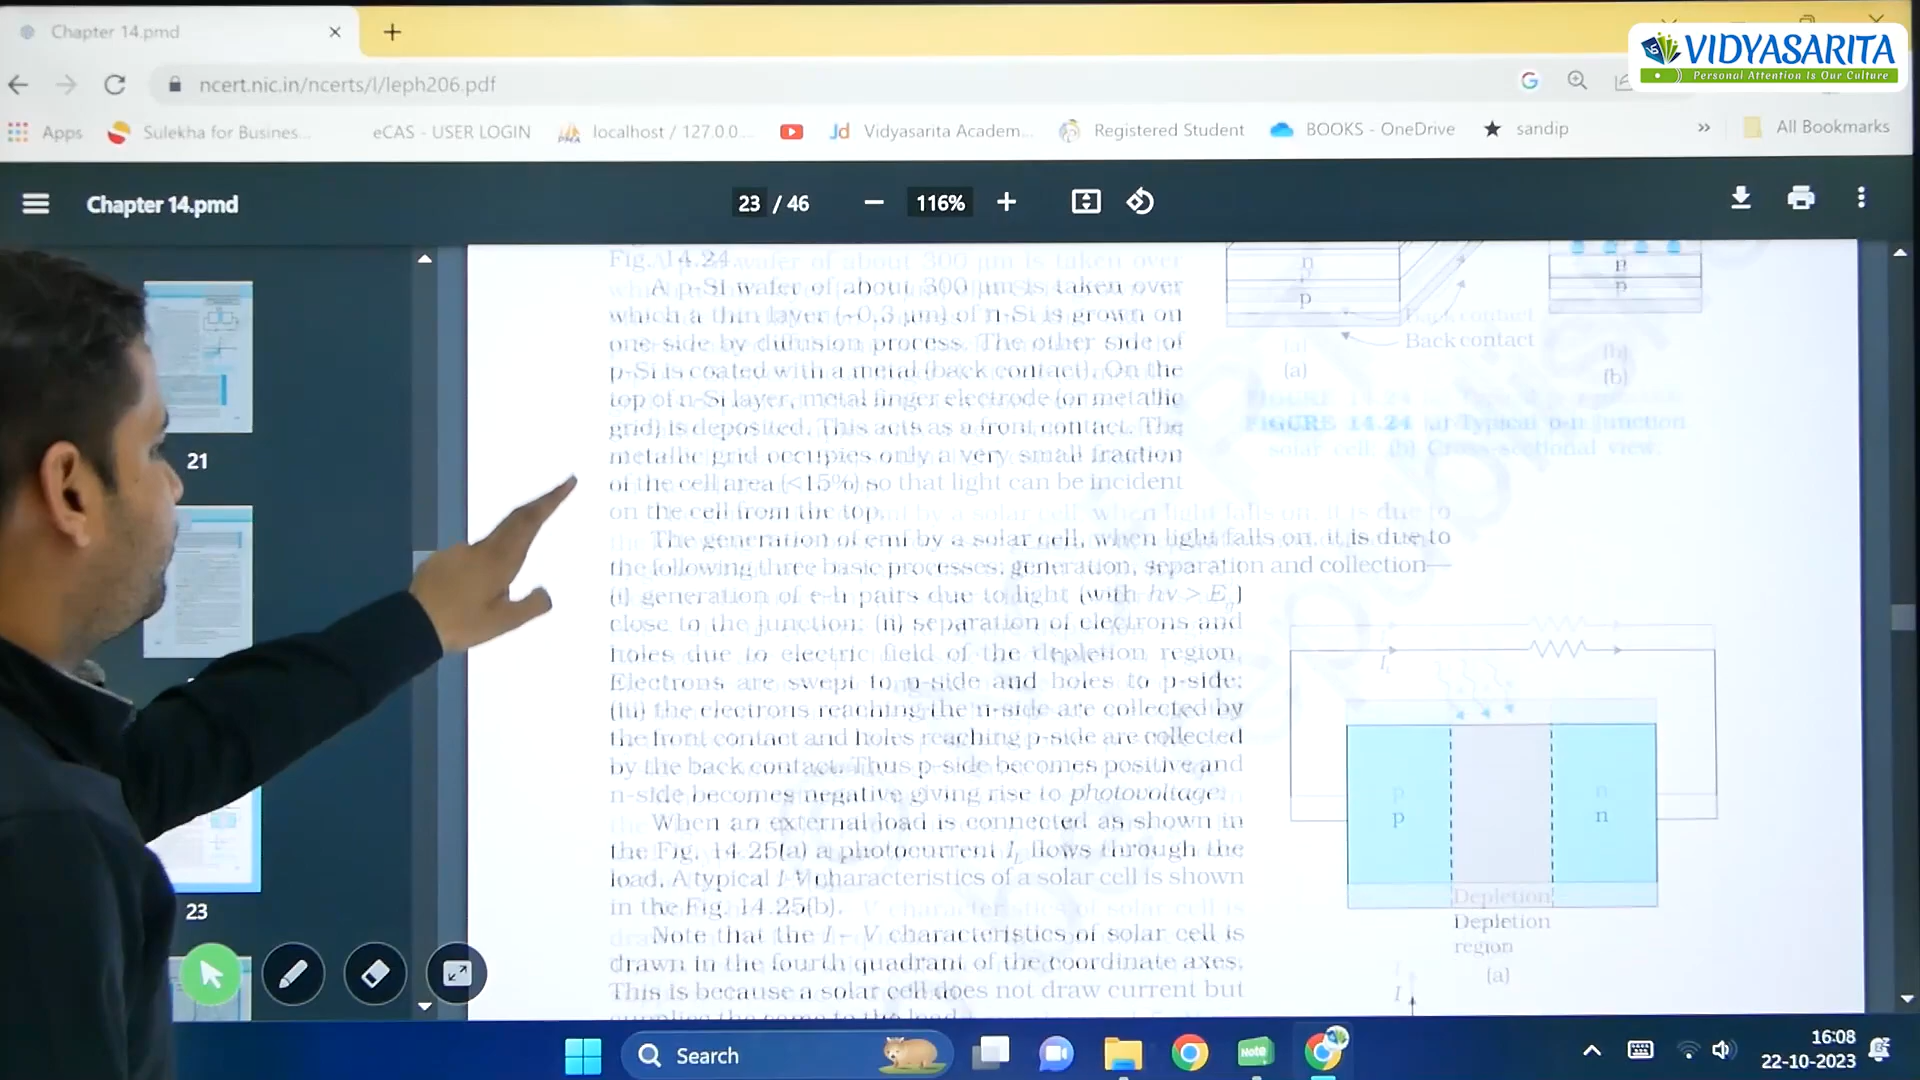 Chapter 14.pmd
VIDYASARITA
Personal Attention Is Our Culture
ncert.nic.in/ncerts/l/leph206.pdf
Apps
Sulekha for Busines...
eCAS - USER LOGIN
localhost / 127.0.0...
Jd
Vidyasarita Academ...
Registered Student
BOOKS - OneDrive
sandip
All Bookmarks
Chapter 14.pmd
23 / 46
116%
21
23
Fig. 14.24.
A p-Si wafer of about 300 μm is taken over
which a thin layer (~0.3 μm) of n-Si is grown on
one-side by diffusion process. The other side of
p-Si is coated with a metal (back contact). On the
top of n-Si layer, metal finger electrode (or metallic
grid) is deposited. This acts as a front contact. The
metallic grid occupies only a very small fraction
of the cell area (<15%) so that light can be incident
on the cell from the top.
The generation of emf by a solar cell, when light falls on, it is due to
the following three basic processes: generation, separation and collection—
(i) generation of e-h pairs due to light (with hν > Eg)
close to the junction; (ii) separation of electrons and
holes due to electric field of the depletion region.
Electrons are swept to n-side and holes to p-side;
(iii) the electrons reaching the n-side are collected by
the front contact and holes reaching p-side are collected
by the back contact. Thus p-side becomes positive and
n-side becomes negative giving rise to photovoltage.
When an external load is connected as shown in
the Fig. 14.25(a) a photocurrent IL flows through the
load. A typical I-V characteristics of a solar cell is shown
in the Fig. 14.25(b).
Note that the I – V characteristics of solar cell is
drawn in the fourth quadrant of the coordinate axes.
This is because a solar cell does not draw current but
supplies the same to the load.
n
p
Back contact
(a)
n
p
(b)
FIGURE 14.24 (a) Typical p-n junction
solar cell; (b) Cross-sectional view.
IL
p
n
Depletion
region
(a)
I
Search
Note
16:08
22-10-2023